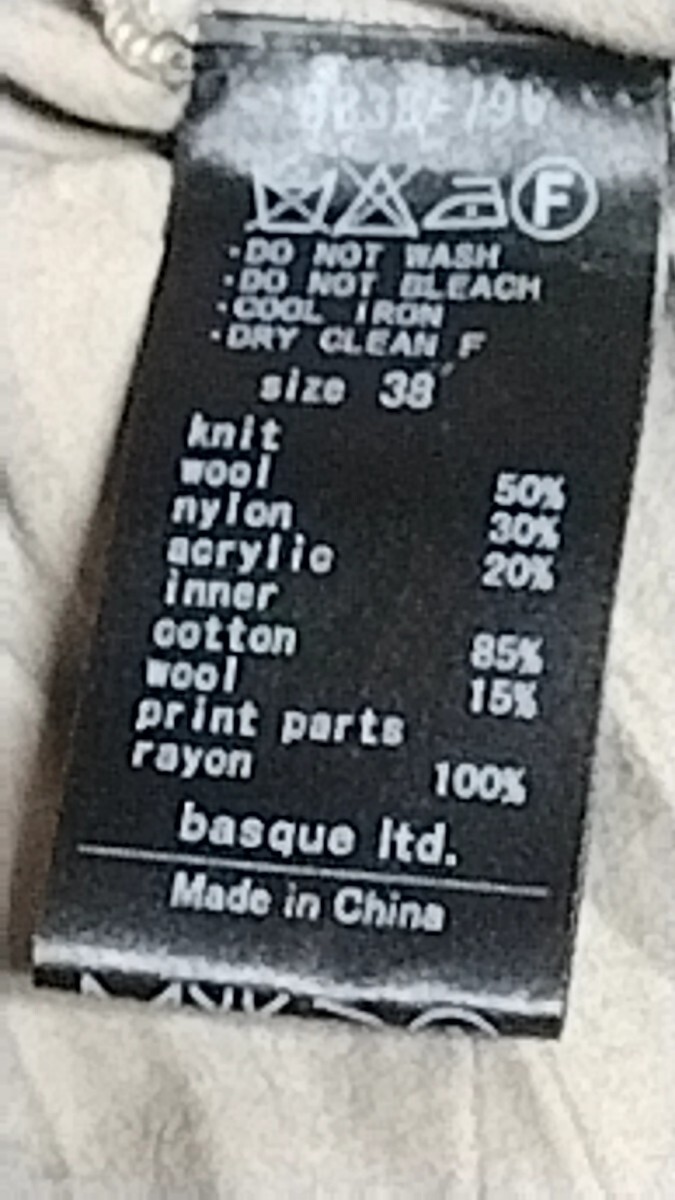 F
·DO NOT WASH
·DO NOT BLEACH
·COOL IRON
·DRY CLEAN F
size 38
knit
wool 50%
nylon 30%
acrylic 20%
inner
cotton 85%
wool 15%
print parts
rayon 100%
basque ltd.
Made in China